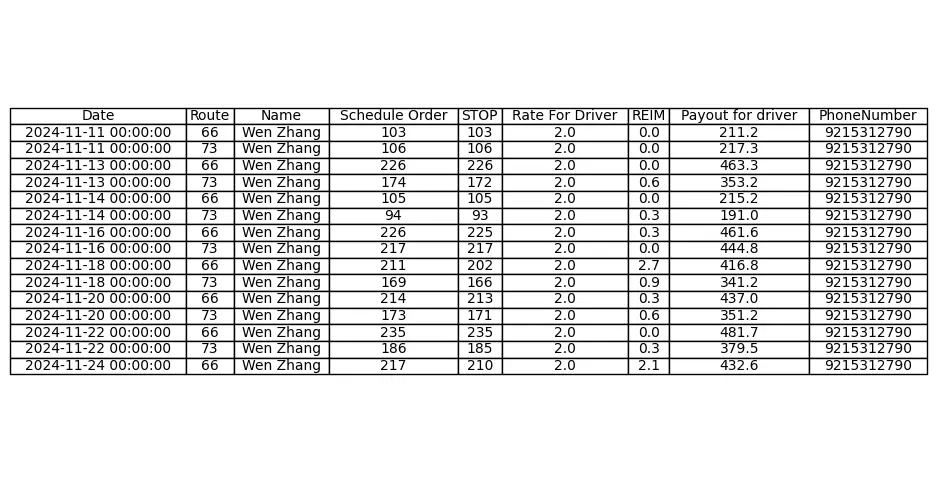 Date Route Name Schedule Order STOP Rate For Driver REIM Payout for driver PhoneNumber
2024-11-11 00:00:00 66 Wen Zhang 103 103 2.0 0.0 211.2 9215312790
2024-11-11 00:00:00 73 Wen Zhang 106 106 2.0 0.0 217.3 9215312790
2024-11-13 00:00:00 66 Wen Zhang 226 226 2.0 0.0 463.3 9215312790
2024-11-13 00:00:00 73 Wen Zhang 174 172 2.0 0.6 353.2 9215312790
2024-11-14 00:00:00 66 Wen Zhang 105 105 2.0 0.0 215.2 9215312790
2024-11-14 00:00:00 73 Wen Zhang 94 93 2.0 0.3 191.0 9215312790
2024-11-16 00:00:00 66 Wen Zhang 226 225 2.0 0.3 461.6 9215312790
2024-11-16 00:00:00 73 Wen Zhang 217 217 2.0 0.0 444.8 9215312790
2024-11-18 00:00:00 66 Wen Zhang 211 202 2.0 2.7 416.8 9215312790
2024-11-18 00:00:00 73 Wen Zhang 169 166 2.0 0.9 341.2 9215312790
2024-11-20 00:00:00 66 Wen Zhang 214 213 2.0 0.3 437.0 9215312790
2024-11-20 00:00:00 73 Wen Zhang 173 171 2.0 0.6 351.2 9215312790
2024-11-22 00:00:00 66 Wen Zhang 235 235 2.0 0.0 481.7 9215312790
2024-11-22 00:00:00 73 Wen Zhang 186 185 2.0 0.3 379.5 9215312790
2024-11-24 00:00:00 66 Wen Zhang 217 210 2.0 2.1 432.6 9215312790